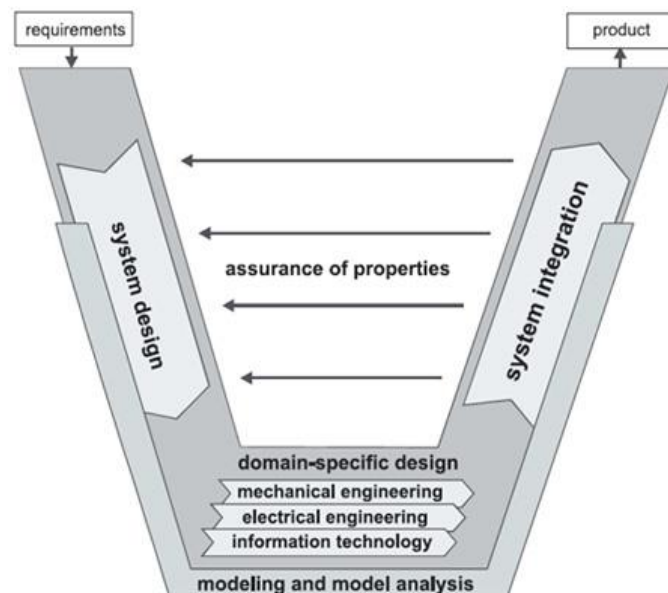 requirements
product
system design
assurance of properties
system integration
domain-specific design
mechanical engineering
electrical engineering
information technology
modeling and model analysis